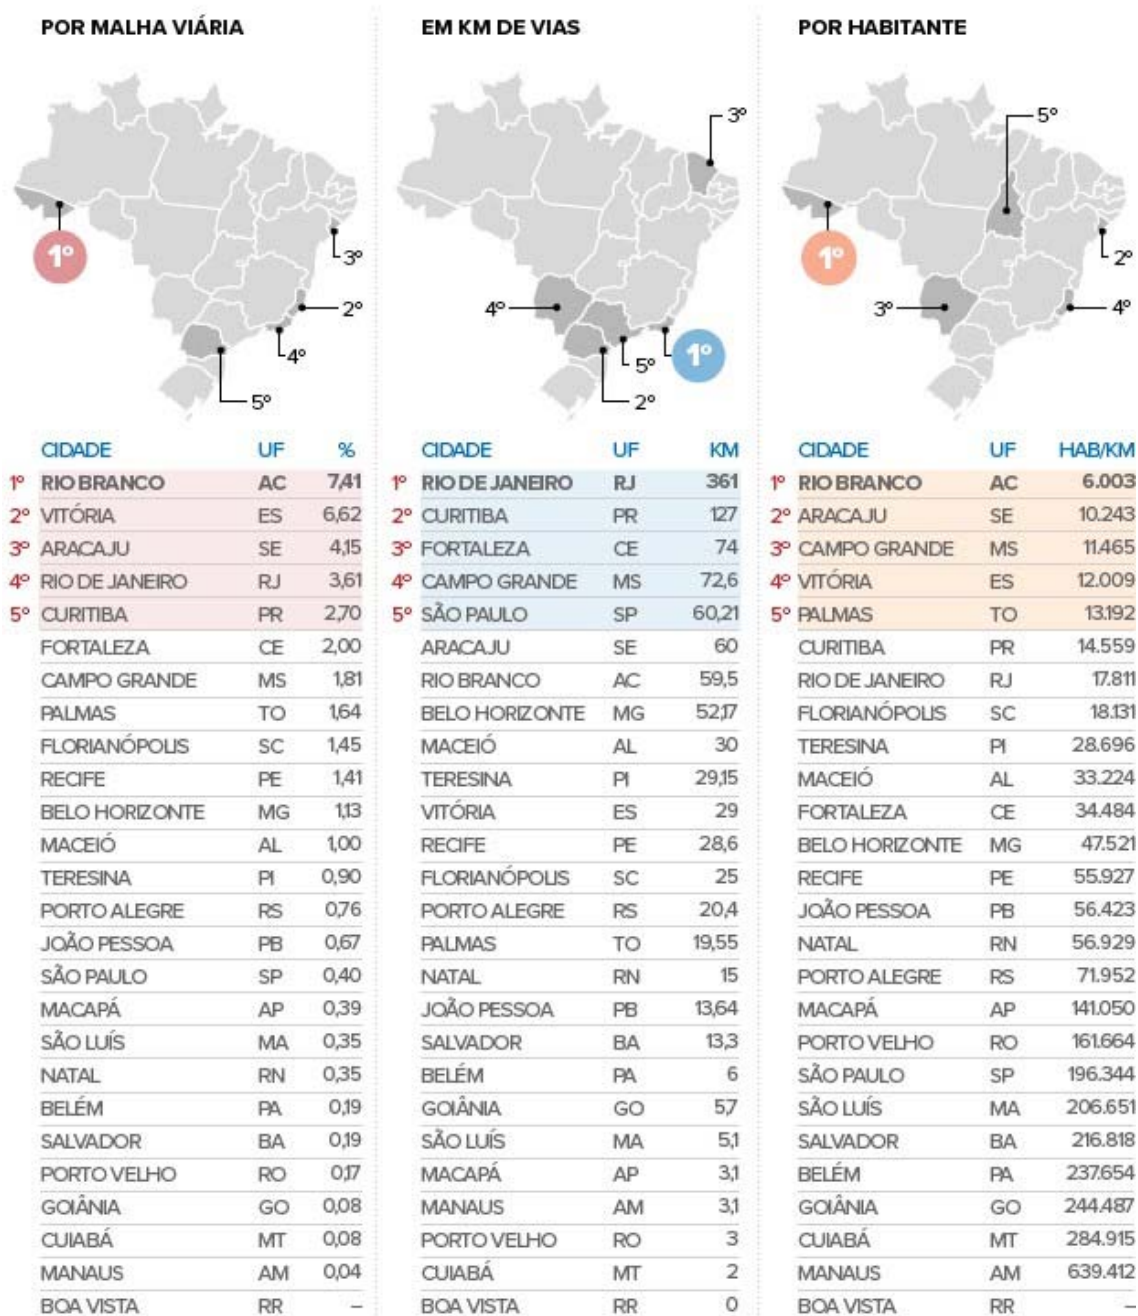 POR MALHA VIÁRIA
1º
3º
2º
4º
5º
CIDADE UF %
1º RIO BRANCO AC 7,41
2º VITÓRIA ES 6,62
3º ARACAJU SE 4,15
4º RIO DE JANEIRO RJ 3,61
5º CURITIBA PR 2,70
FORTALEZA CE 2,00
CAMPO GRANDE MS 1,81
PALMAS TO 1,64
FLORIANÓPOLIS SC 1,45
RECIFE PE 1,41
BELO HORIZONTE MG 1,13
MACEIÓ AL 1,00
TERESINA PI 0,90
PORTO ALEGRE RS 0,76
JOÃO PESSOA PB 0,67
SÃO PAULO SP 0,40
MACAPÁ AP 0,39
SÃO LUÍS MA 0,35
NATAL RN 0,35
BELÉM PA 0,19
SALVADOR BA 0,19
PORTO VELHO RO 0,17
GOIÂNIA GO 0,08
CUIABÁ MT 0,08
MANAUS AM 0,04
BOA VISTA RR –
EM KM DE VIAS
3º
4º
5º
1º
2º
CIDADE UF KM
1º RIO DE JANEIRO RJ 361
2º CURITIBA PR 127
3º FORTALEZA CE 74
4º CAMPO GRANDE MS 72,6
5º SÃO PAULO SP 60,21
ARACAJU SE 60
RIO BRANCO AC 59,5
BELO HORIZONTE MG 52,17
MACEIÓ AL 30
TERESINA PI 29,15
VITÓRIA ES 29
RECIFE PE 28,6
FLORIANÓPOLIS SC 25
PORTO ALEGRE RS 20,4
PALMAS TO 19,55
NATAL RN 15
JOÃO PESSOA PB 13,64
SALVADOR BA 13,3
BELÉM PA 6
GOIÂNIA GO 5,7
SÃO LUÍS MA 5,1
MACAPÁ AP 3,1
MANAUS AM 3,1
PORTO VELHO RO 3
CUIABÁ MT 2
BOA VISTA RR 0
POR HABITANTE
5º
1º
2º
3º
4º
CIDADE UF HAB/KM
1º RIO BRANCO AC 6.003
2º ARACAJU SE 10.243
3º CAMPO GRANDE MS 11.465
4º VITÓRIA ES 12.009
5º PALMAS TO 13.192
CURITIBA PR 14.559
RIO DE JANEIRO RJ 17.811
FLORIANÓPOLIS SC 18.131
TERESINA PI 28.696
MACEIÓ AL 33.224
FORTALEZA CE 34.484
BELO HORIZONTE MG 47.521
RECIFE PE 55.927
JOÃO PESSOA PB 56.423
NATAL RN 56.929
PORTO ALEGRE RS 71.952
MACAPÁ AP 141.050
PORTO VELHO RO 161.664
SÃO PAULO SP 196.344
SÃO LUÍS MA 206.651
SALVADOR BA 216.818
BELÉM PA 237.654
GOIÂNIA GO 244.487
CUIABÁ MT 284.915
MANAUS AM 639.412
BOA VISTA RR –